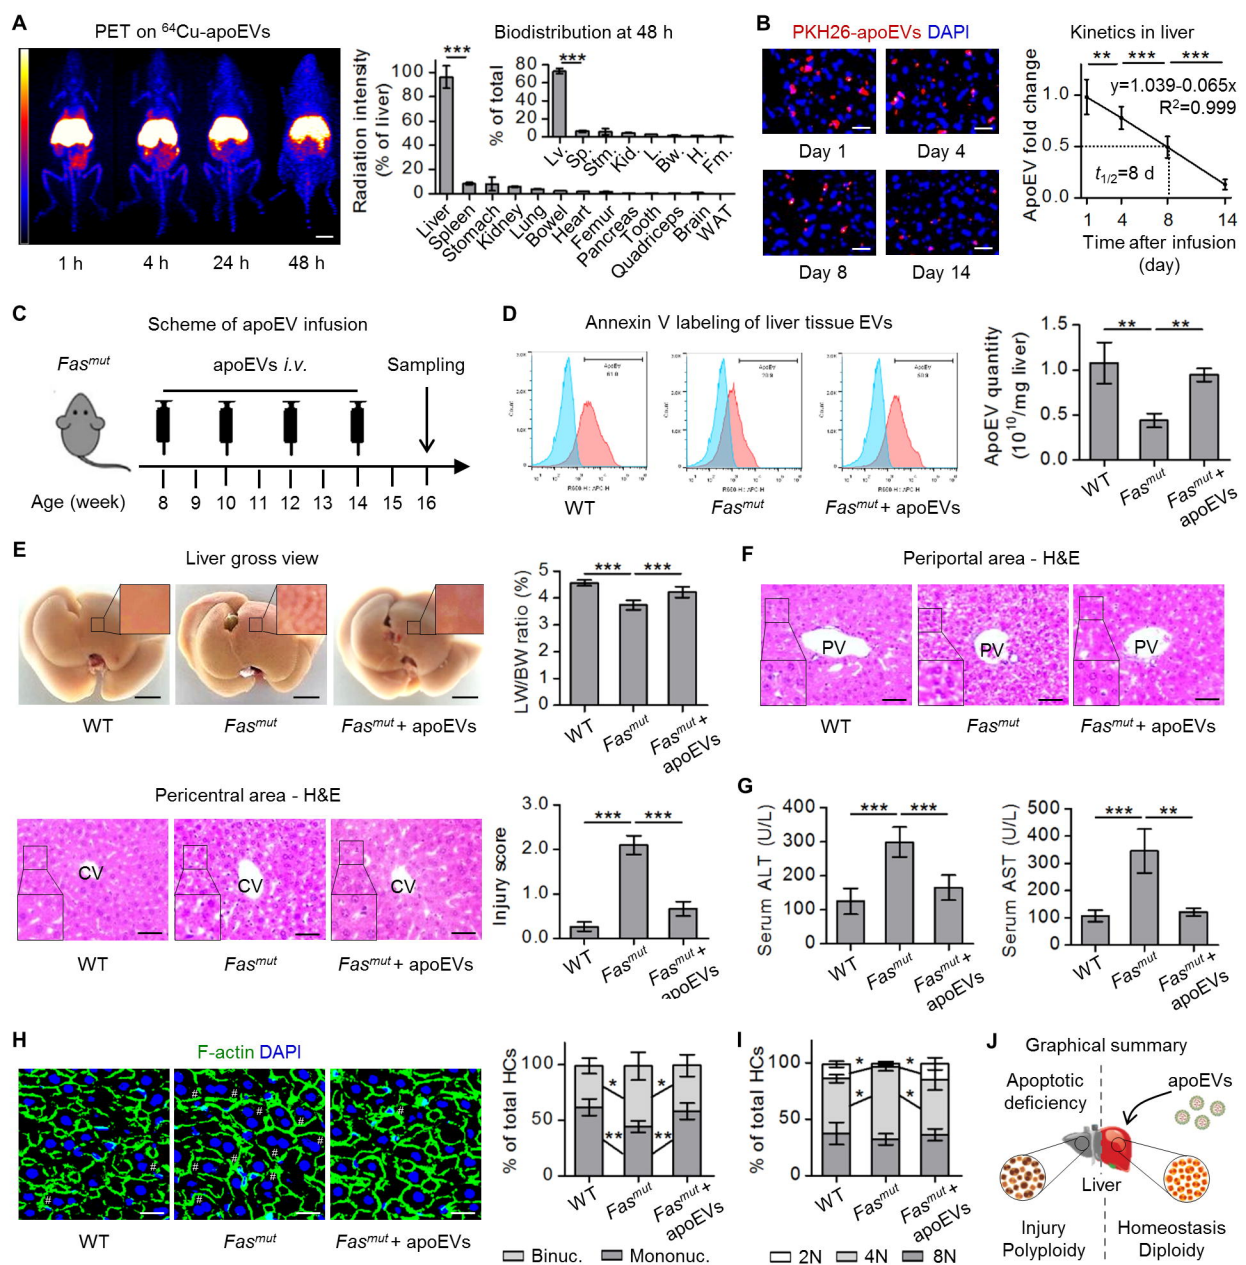 A
PET on ⁶⁴Cu-apoEVs
1 h
4 h
24 h
48 h
Biodistribution at 48 h
Radiation intensity
(% of liver)
100
80
60
40
20
0
***
Liver
Spleen
Stomach
Kidney
Lung
Bowel
Heart
Femur
Pancreas
Tooth
Quadriceps
Brain
WAT
% of total
80
60
40
20
0
***
Lv.
Sp.
Stm.
Kid.
L.
Bw.
H.
Fm.
B
PKH26-apoEVs DAPI
Day 1
Day 4
Day 8
Day 14
Kinetics in liver
ApoEV fold change
** *** ***
y=1.039-0.065x
R²=0.999
t1/2=8 d
1.0
0.5
0.0
1 4 8 14
Time after infusion
(day)
C
Scheme of apoEV infusion
Fasᵐᵘᵗ
apoEVs i.v.
Sampling
Age (week)
8 9 10 11 12 13 14 15 16
D
Annexin V labeling of liver tissue EVs
ApoEV
ApoEV
ApoEV
Count
Count
Count
WT
Fasᵐᵘᵗ
Fasᵐᵘᵗ + apoEVs
ApoEV quantity
(10¹⁰/mg liver)
1.5
1.0
0.5
0.0
** **
WT
Fasᵐᵘᵗ
Fasᵐᵘᵗ +
apoEVs
E
Liver gross view
WT
Fasᵐᵘᵗ
Fasᵐᵘᵗ + apoEVs
LW/BW ratio (%)
5
4
3
2
1
0
*** ***
WT
Fasᵐᵘᵗ
Fasᵐᵘᵗ +
apoEVs
F
Periportal area - H&E
PV
PV
PV
WT
Fasᵐᵘᵗ
Fasᵐᵘᵗ + apoEVs
Pericentral area - H&E
CV
CV
CV
WT
Fasᵐᵘᵗ
Fasᵐᵘᵗ + apoEVs
Injury score
3.0
2.0
1.0
0.0
*** ***
WT
Fasᵐᵘᵗ
Fasᵐᵘᵗ +
apoEVs
G
Serum ALT (U/L)
400
300
200
100
0
*** ***
WT
Fasᵐᵘᵗ
Fasᵐᵘᵗ +
apoEVs
Serum AST (U/L)
500
400
300
200
100
0
*** **
WT
Fasᵐᵘᵗ
Fasᵐᵘᵗ +
apoEVs
H
F-actin DAPI
WT
Fasᵐᵘᵗ
Fasᵐᵘᵗ + apoEVs
% of total HCs
100
50
0
* *
** **
WT
Fasᵐᵘᵗ
Fasᵐᵘᵗ +
apoEVs
Binuc. Mononuc.
I
% of total HCs
100
50
0
* *
* *
WT
Fasᵐᵘᵗ
Fasᵐᵘᵗ +
apoEVs
2N 4N 8N
J
Graphical summary
Apoptotic
deficiency
apoEVs
Liver
Injury
Polyploidy
Homeostasis
Diploidy